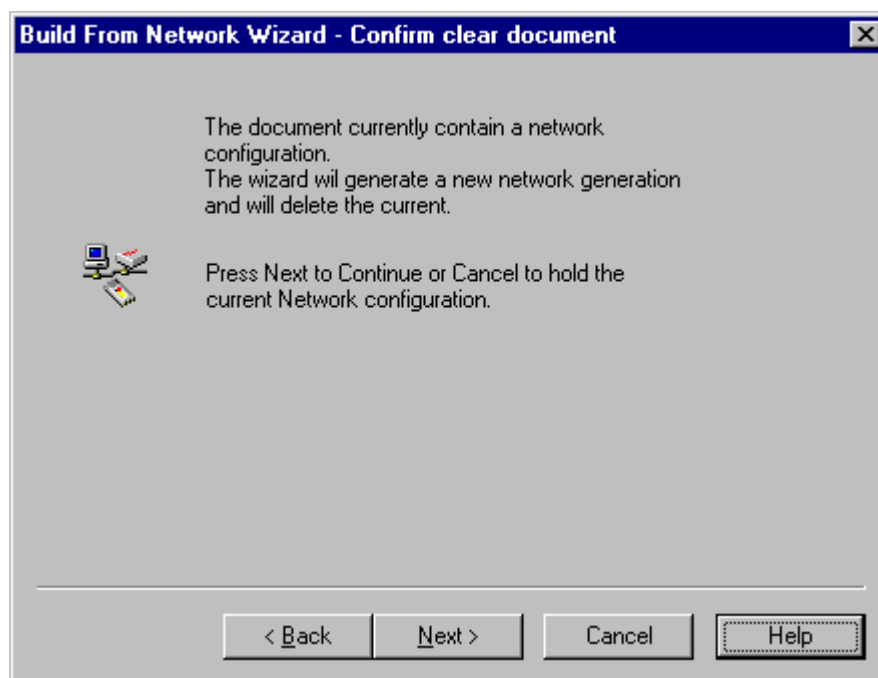 Build From Network Wizard - Confirm clear document
The document currently contain a network
configuration.
The wizard wil generate a new network generation
and will delete the current.
Press Next to Continue or Cancel to hold the
current Network configuration.
< Back Next > Cancel Help